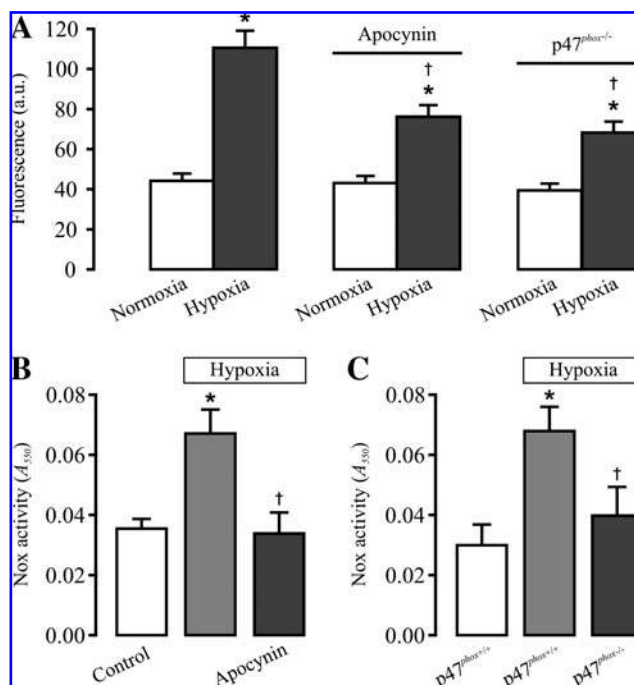 A
Fluorescence (a.u.)
120
100
80
60
40
20
0
*
Apocynin
†
*
p47phox-/-
†
*
Normoxia
Hypoxia
Normoxia
Hypoxia
Normoxia
Hypoxia
B
Hypoxia
Nox activity (A550)
0.08
0.06
0.04
0.02
0.00
*
†
Control
Apocynin
C
Hypoxia
Nox activity (A550)
0.08
0.06
0.04
0.02
0.00
*
†
p47phox+/+
p47phox+/+
p47phox-/-